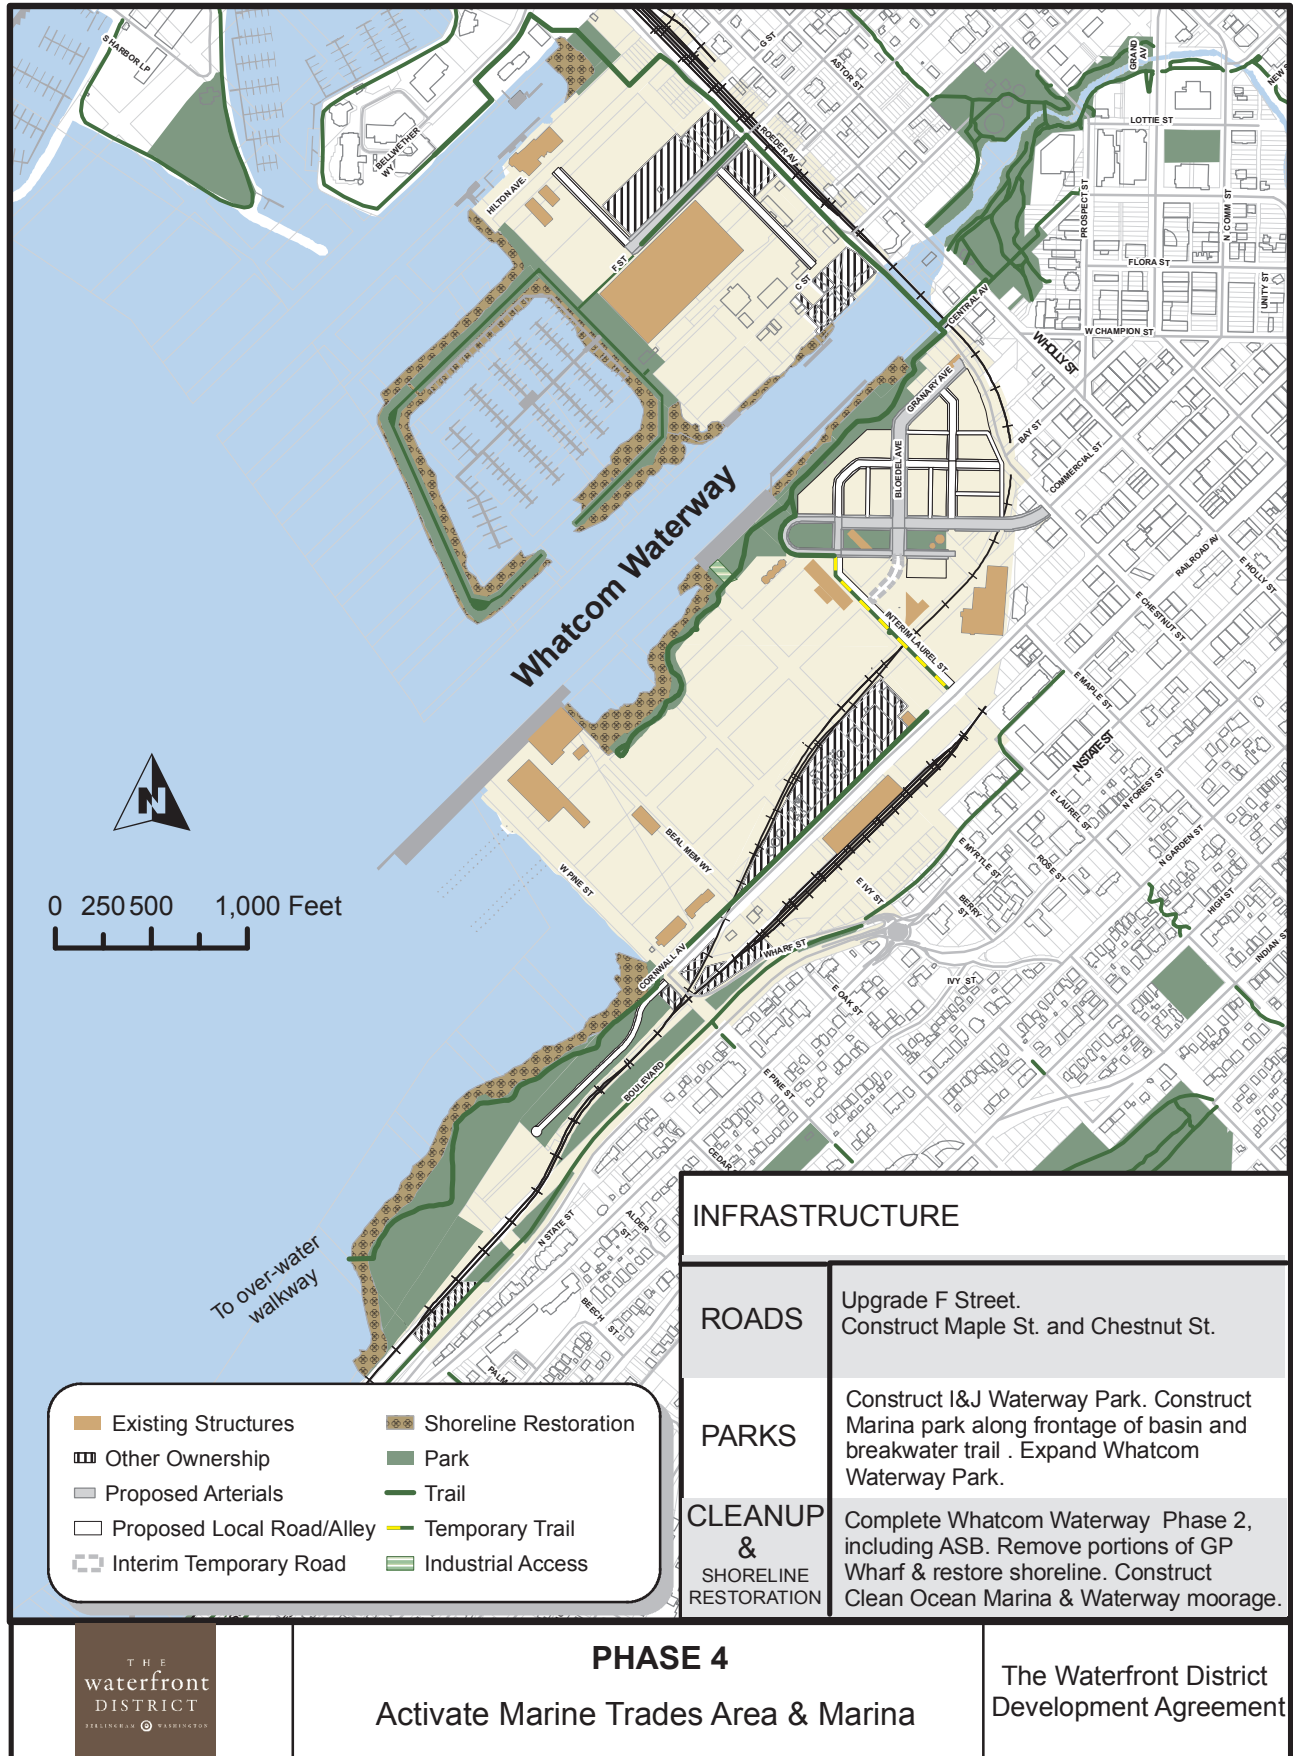 S HARBOR LP
BELLWETHER
WY
HILTON AVE.
G ST
ASTOR ST
ROEDER AV
GRAND
AV
NEW S
LOTTIE ST
PROSPECT ST
N. COMM ST
FLORA ST
UNITY ST
W CHAMPION ST
F ST
C ST
CENTRAL AV
W HOLLY ST
GRANARY AVE
BLOEDEL AVE
BAY ST
COMMERCIAL ST
RAILROAD AV
E HOLLY ST
E CHESTNUT ST
Whatcom Waterway
INTERIM LAUREL ST
E MAPLE ST
N STATE ST
N FOREST ST
E LAUREL ST
N GARDEN ST
E MYRTLE ST
ROSE ST
HIGH ST
BERRY
ST
INDIAN ST
N
BEAL MEM WY
W PINE ST
E IVY ST
0 250 500 1,000 Feet
CORNWALL AV
WHARF ST
IVY ST
E OAK ST
E PINE ST
BOULEVARD
CEDAR
N STATE ST
ALDER
ST
BEECH ST
PALM
To over-water
walkway
INFRASTRUCTURE
ROADS
Upgrade F Street.
Construct Maple St. and Chestnut St.
PARKS
Construct I&J Waterway Park. Construct
Marina park along frontage of basin and
breakwater trail . Expand Whatcom
Waterway Park.
CLEANUP
&
SHORELINE
RESTORATION
Complete Whatcom Waterway Phase 2,
including ASB. Remove portions of GP
Wharf & restore shoreline. Construct
Clean Ocean Marina & Waterway moorage.
Existing Structures
Other Ownership
Proposed Arterials
Proposed Local Road/Alley
Interim Temporary Road
Shoreline Restoration
Park
Trail
Temporary Trail
Industrial Access
THE
waterfront
DISTRICT
BELLINGHAM WASHINGTON
PHASE 4
Activate Marine Trades Area & Marina
The Waterfront District
Development Agreement